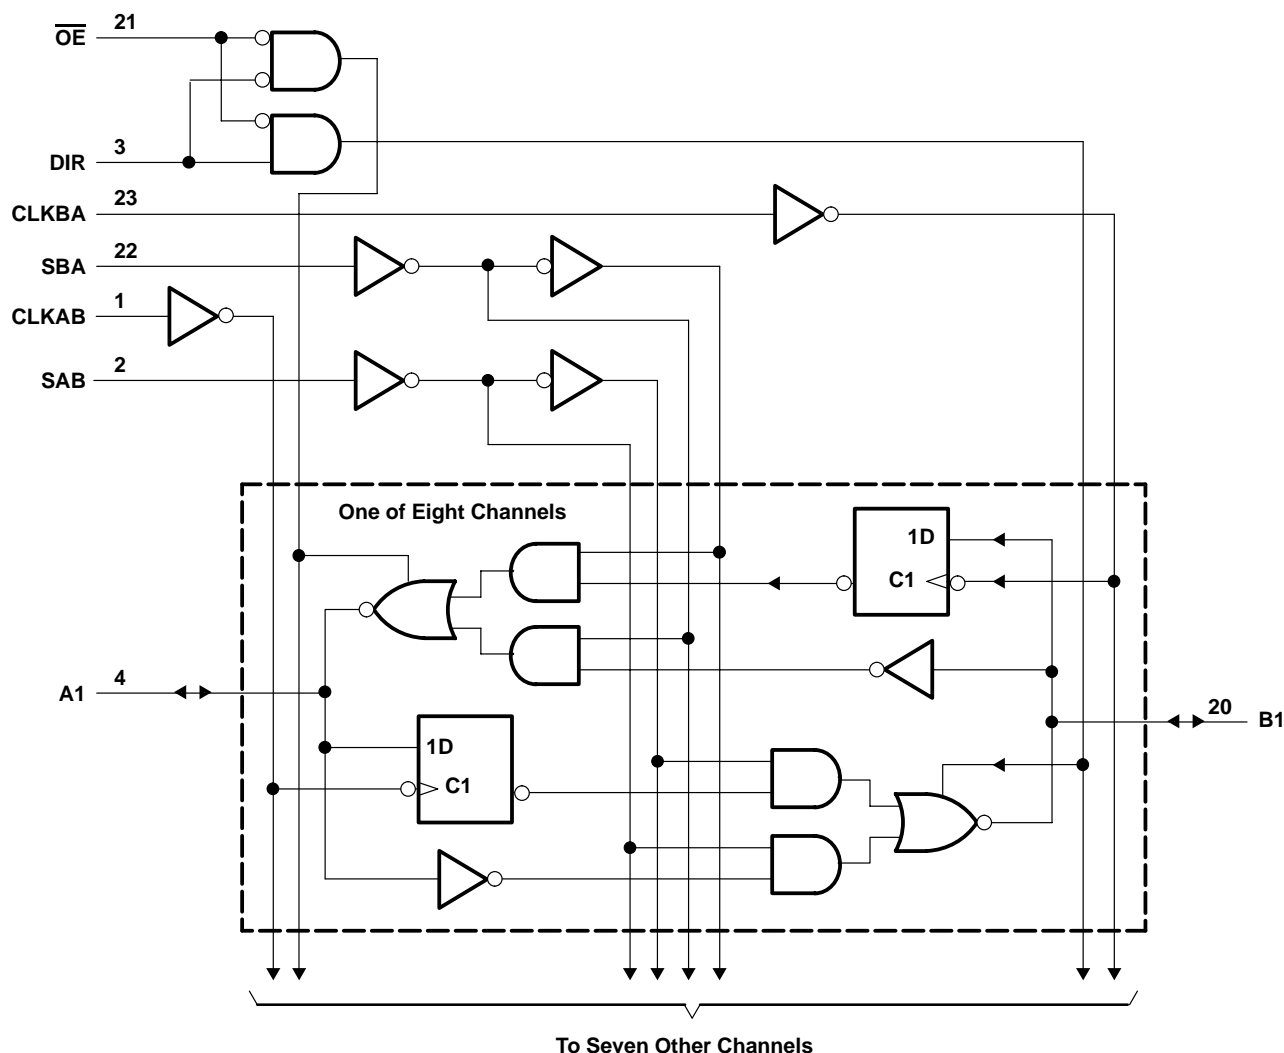 21
O̅E̅
3
DIR
23
CLKBA
22
SBA
1
CLKAB
2
SAB
One of Eight Channels
1D
C1
4
A1
20
B1
1D
C1
To Seven Other Channels